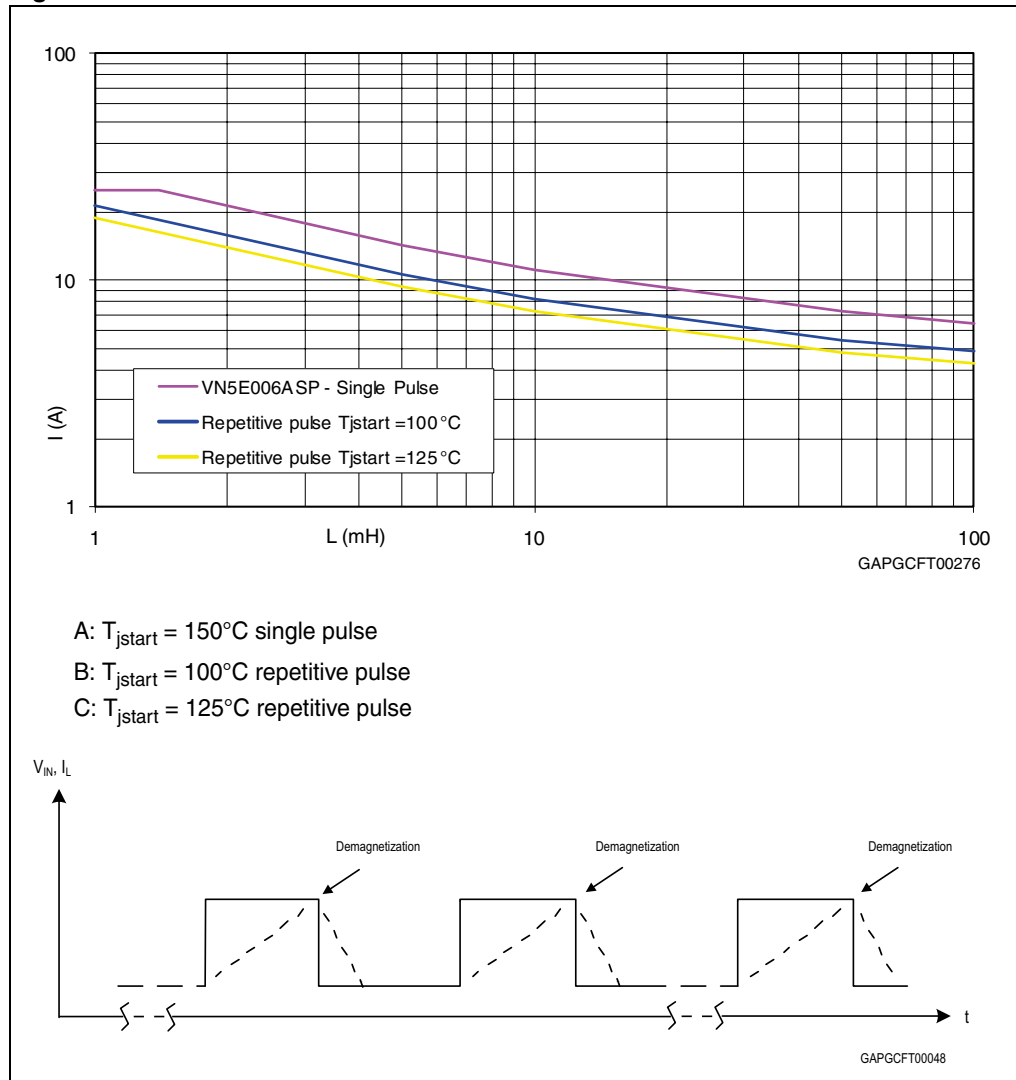 100
10
1
I (A)
VN5E006ASP - Single Pulse
Repetitive pulse Tjstart =100°C
Repetitive pulse Tjstart =125°C
1
L (mH)
10
100
GAPGCFT00276
A: Tjstart = 150°C single pulse
B: Tjstart = 100°C repetitive pulse
C: Tjstart = 125°C repetitive pulse
VIN, IL
Demagnetization
Demagnetization
Demagnetization
t
GAPGCFT00048